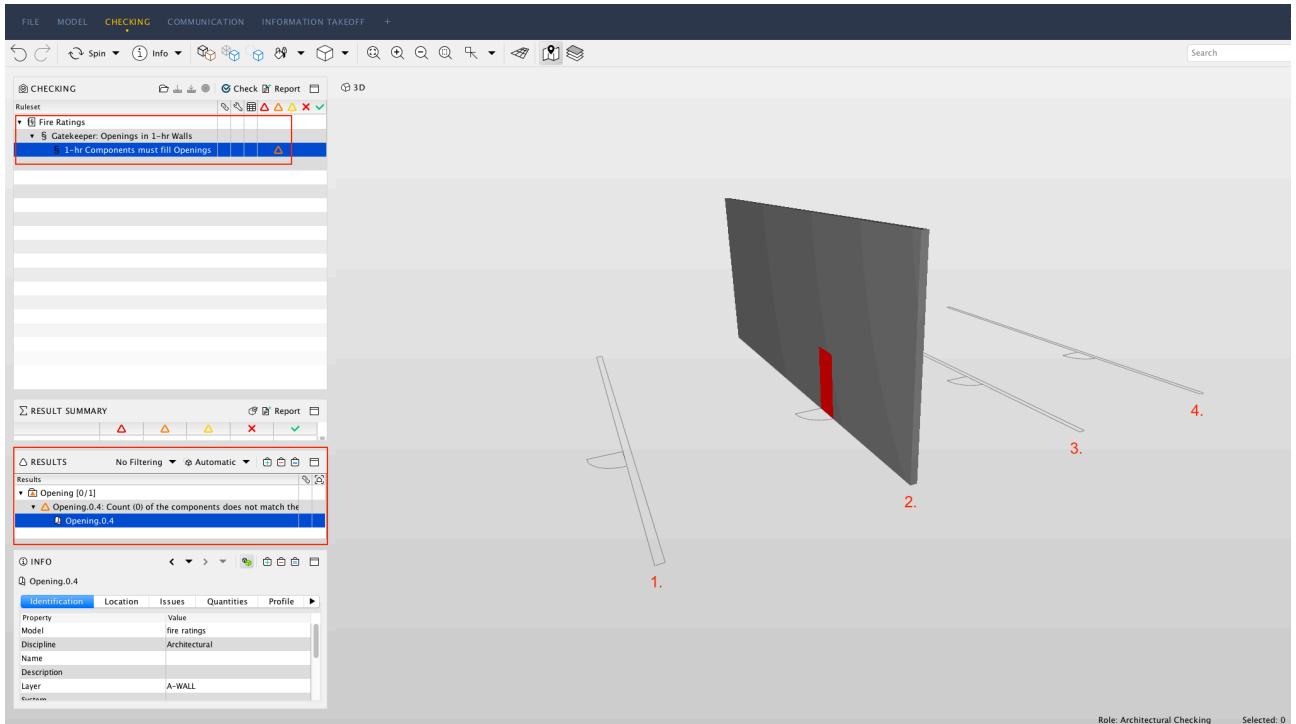 FILE MODEL CHECKING COMMUNICATION INFORMATION TAKEOFF +
Spin Info Search
CHECKING Check Report 3D
Ruleset
Fire Ratings
§ Gatekeeper: Openings in 1-hr Walls
§ 1-hr Components must fill Openings
RESULT SUMMARY Report
RESULTS No Filtering Automatic
Results
Opening [0/1]
Opening.0.4: Count (0) of the components does not match the
Opening.0.4
INFO
Opening.0.4
Identification Location Issues Quantities Profile
Property Value
Model fire ratings
Discipline Architectural
Name
Description
Layer A-WALL
System
1.
2.
3.
4.
Role: Architectural Checking Selected: 0